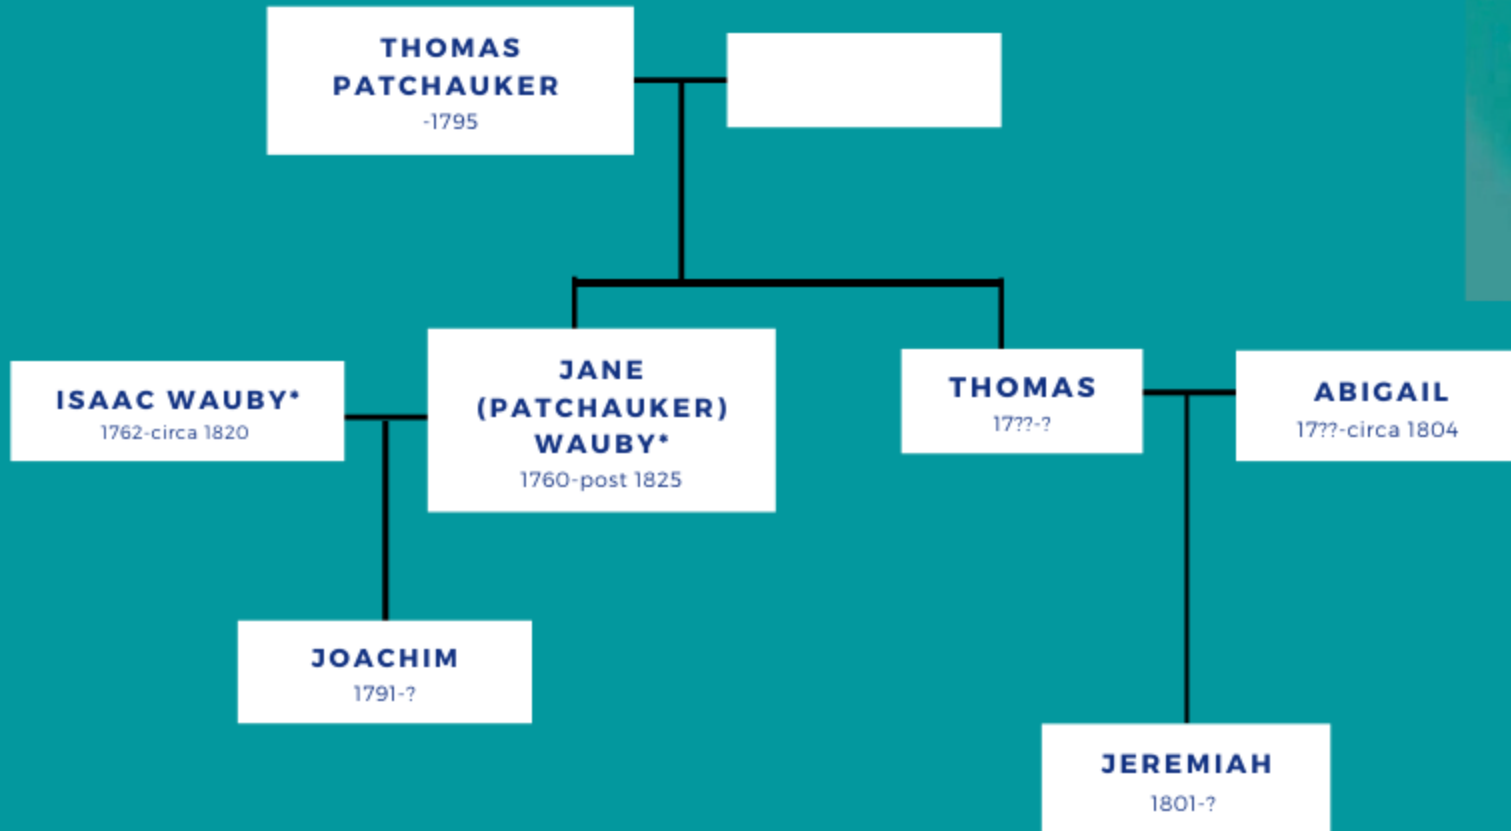 THOMAS
PATCHAUKER
-1795
JANE
(PATCHAUKER)
WAUBY*
1760-post 1825
ISAAC WAUBY*
1762-circa 1820
THOMAS
17??-?
ABIGAIL
17??-circa 1804
JOACHIM
1791-?
JEREMIAH
1801-?